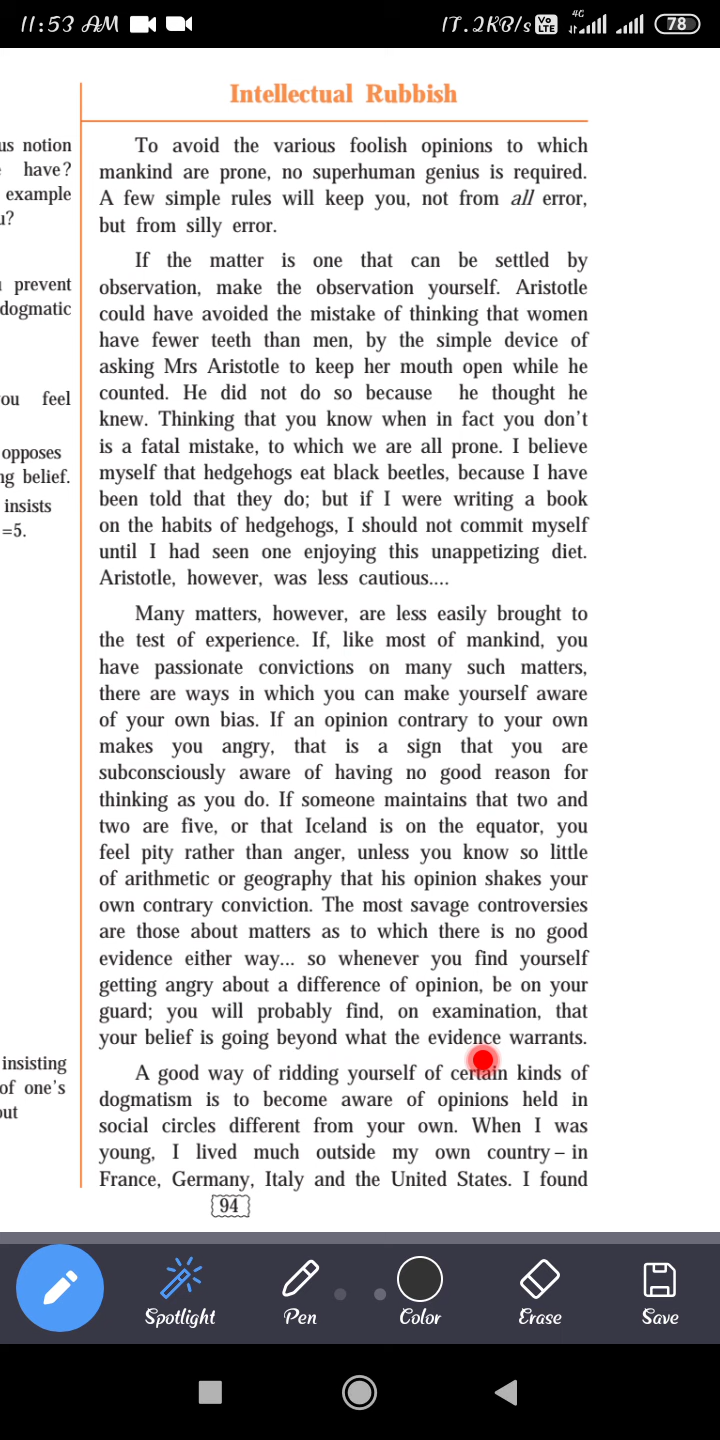 11:53 AM
17.2KB/s
Vo LTE
4G
78
Intellectual Rubbish
us notion
have?
example
u?
prevent
dogmatic
ou feel
opposes
ng belief.
insists
=5.
insisting
of one's
out
To avoid the various foolish opinions to which
mankind are prone, no superhuman genius is required.
A few simple rules will keep you, not from all error,
but from silly error.
If the matter is one that can be settled by
observation, make the observation yourself. Aristotle
could have avoided the mistake of thinking that women
have fewer teeth than men, by the simple device of
asking Mrs Aristotle to keep her mouth open while he
counted. He did not do so because he thought he
knew. Thinking that you know when in fact you don't
is a fatal mistake, to which we are all prone. I believe
myself that hedgehogs eat black beetles, because I have
been told that they do; but if I were writing a book
on the habits of hedgehogs, I should not commit myself
until I had seen one enjoying this unappetizing diet.
Aristotle, however, was less cautious....
Many matters, however, are less easily brought to
the test of experience. If, like most of mankind, you
have passionate convictions on many such matters,
there are ways in which you can make yourself aware
of your own bias. If an opinion contrary to your own
makes you angry, that is a sign that you are
subconsciously aware of having no good reason for
thinking as you do. If someone maintains that two and
two are five, or that Iceland is on the equator, you
feel pity rather than anger, unless you know so little
of arithmetic or geography that his opinion shakes your
own contrary conviction. The most savage controversies
are those about matters as to which there is no good
evidence either way... so whenever you find yourself
getting angry about a difference of opinion, be on your
guard; you will probably find, on examination, that
your belief is going beyond what the evidence warrants.
A good way of ridding yourself of certain kinds of
dogmatism is to become aware of opinions held in
social circles different from your own. When I was
young, I lived much outside my own country – in
France, Germany, Italy and the United States. I found
94
Spotlight
Pen
Color
Erase
Save